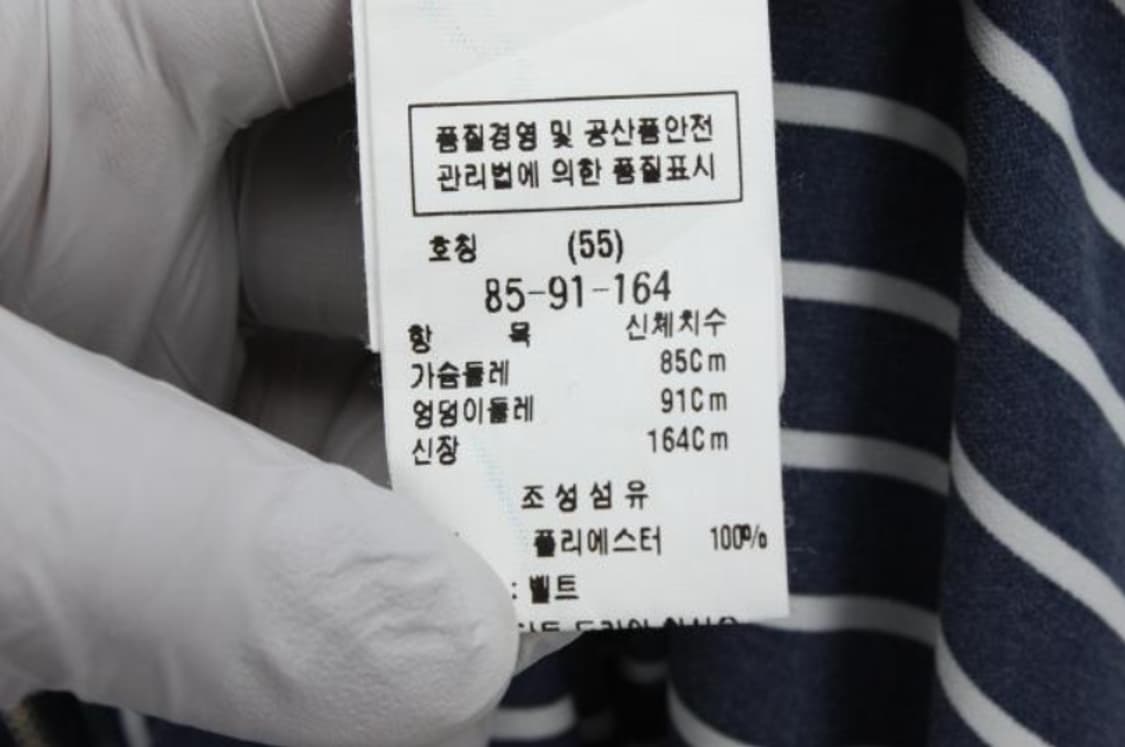 품질경영 및 공산품안전
관리법에 의한 품질표시
호칭 (55)
85-91-164
항 목 신체치수
가슴둘레 85Cm
엉덩이둘레 91Cm
신장 164Cm
조성섬유
폴리에스터 100%
: 벨트